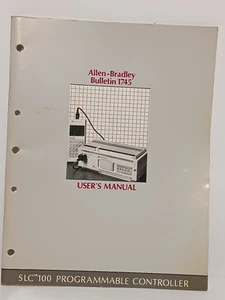 Allen-Bradley
Bulletin 1745
USER'S MANUAL
SLC™100 PROGRAMMABLE CONTROLLER